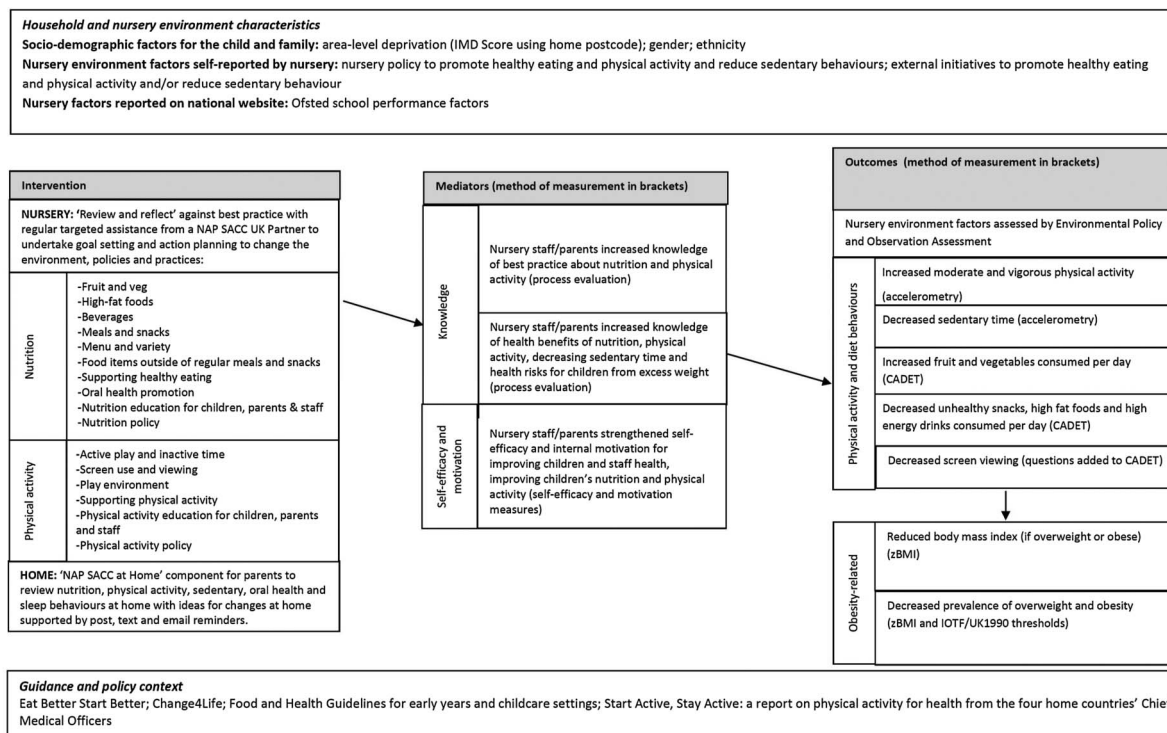 Household and nursery environment characteristics
Socio-demographic factors for the child and family: area-level deprivation (IMD Score using home postcode); gender; ethnicity
Nursery environment factors self-reported by nursery: nursery policy to promote healthy eating and physical activity and reduce sedentary behaviours; external initiatives to promote healthy eating
and physical activity and/or reduce sedentary behaviour
Nursery factors reported on national website: Ofsted school performance factors
Intervention
NURSERY: 'Review and reflect' against best practice with
regular targeted assistance from a NAP SACC UK Partner to
undertake goal setting and action planning to change the
environment, policies and practices:
Nutrition
-Fruit and veg
-High-fat foods
-Beverages
-Meals and snacks
-Menu and variety
-Food items outside of regular meals and snacks
-Supporting healthy eating
-Oral health promotion
-Nutrition education for children, parents & staff
-Nutrition policy
Physical activity
-Active play and inactive time
-Screen use and viewing
-Play environment
-Supporting physical activity
-Physical activity education for children, parents
and staff
-Physical activity policy
HOME: 'NAP SACC at Home' component for parents to
review nutrition, physical activity, sedentary, oral health and
sleep behaviours at home with ideas for changes at home
supported by post, text and email reminders.
Mediators (method of measurement in brackets)
Knowledge
Nursery staff/parents increased knowledge
of best practice about nutrition and physical
activity (process evaluation)
Nursery staff/parents increased knowledge
of health benefits of nutrition, physical
activity, decreasing sedentary time and
health risks for children from excess weight
(process evaluation)
Self-efficacy and
motivation
Nursery staff/parents strengthened self-
efficacy and internal motivation for
improving children and staff health,
improving children's nutrition and physical
activity (self-efficacy and motivation
measures)
Outcomes (method of measurement in brackets)
Nursery environment factors assessed by Environmental Policy
and Observation Assessment
Physical activity and diet behaviours
Increased moderate and vigorous physical activity
(accelerometry)
Decreased sedentary time (accelerometry)
Increased fruit and vegetables consumed per day
(CADET)
Decreased unhealthy snacks, high fat foods and high
energy drinks consumed per day (CADET)
Decreased screen viewing (questions added to CADET)
Obesity-related
Reduced body mass index (if overweight or obese)
(zBMI)
Decreased prevalence of overweight and obesity
(zBMI and IOTF/UK1990 thresholds)
Guidance and policy context
Eat Better Start Better; Change4Life; Food and Health Guidelines for early years and childcare settings; Start Active, Stay Active: a report on physical activity for health from the four home countries' Chief
Medical Officers